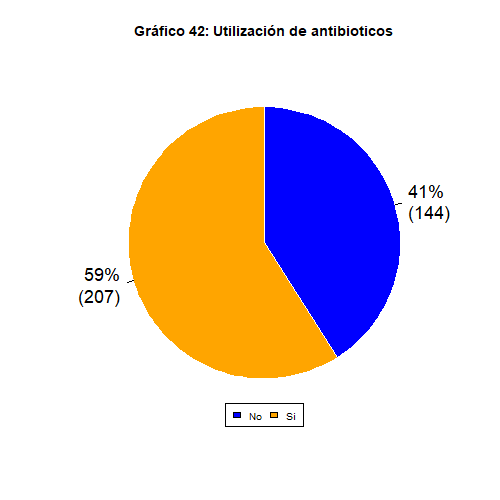 Gráfico 42: Utilización de antibioticos
41%
(144)
59%
(207)
No Si